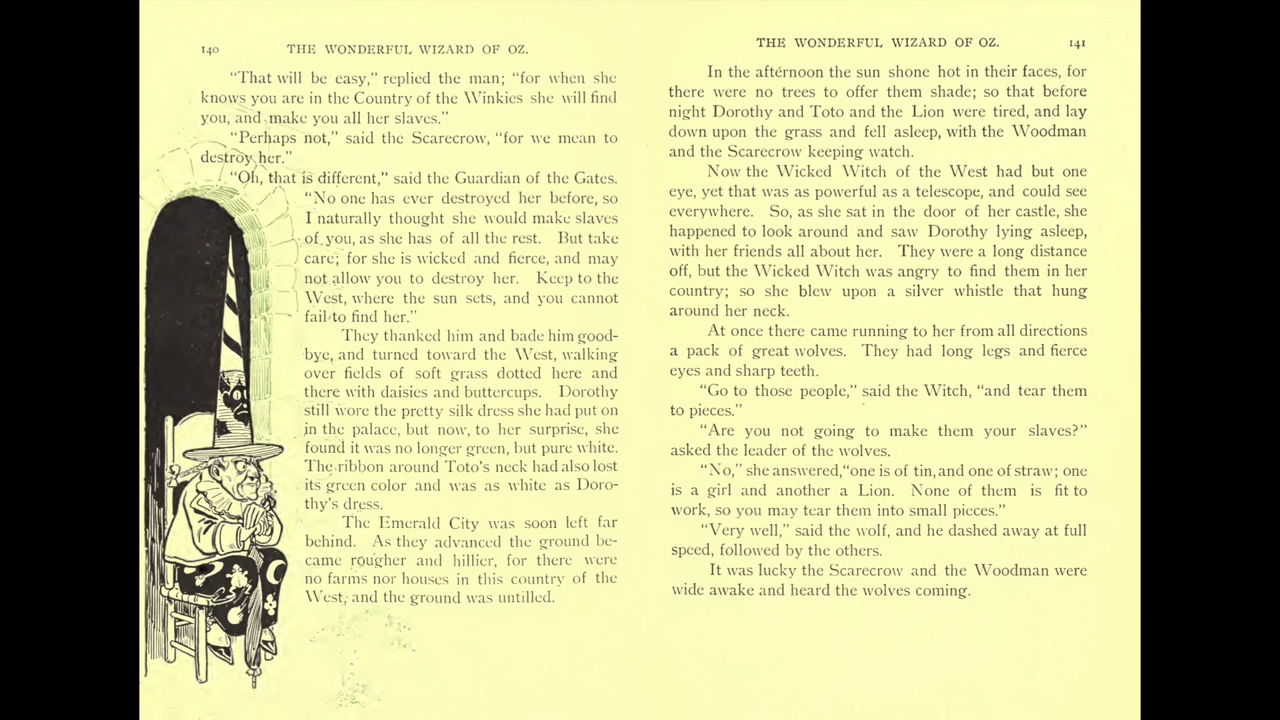 140 THE WONDERFUL WIZARD OF OZ.
“That will be easy,” replied the man; “for when she
knows you are in the Country of the Winkies she will find
you, and make you all her slaves.”
“Perhaps not,” said the Scarecrow, “for we mean to
destroy her.”
“Oh, that is different,” said the Guardian of the Gates.
“No one has ever destroyed her before, so
I naturally thought she would make slaves
of you, as she has of all the rest. But take
care; for she is wicked and fierce, and may
not allow you to destroy her. Keep to the
West, where the sun sets, and you cannot
fail to find her.”
They thanked him and bade him good-
bye, and turned toward the West, walking
over fields of soft grass dotted here and
there with daisies and buttercups. Dorothy
still wore the pretty silk dress she had put on
in the palace, but now, to her surprise, she
found it was no longer green, but pure white.
The ribbon around Toto's neck had also lost
its green color and was as white as Doro-
thy's dress.
The Emerald City was soon left far
behind. As they advanced the ground be-
came rougher and hillier, for there were
no farms nor houses in this country of the
West, and the ground was untilled.
THE WONDERFUL WIZARD OF OZ. 141
In the afternoon the sun shone hot in their faces, for
there were no trees to offer them shade; so that before
night Dorothy and Toto and the Lion were tired, and lay
down upon the grass and fell asleep, with the Woodman
and the Scarecrow keeping watch.
Now the Wicked Witch of the West had but one
eye, yet that was as powerful as a telescope, and could see
everywhere. So, as she sat in the door of her castle, she
happened to look around and saw Dorothy lying asleep,
with her friends all about her. They were a long distance
off, but the Wicked Witch was angry to find them in her
country; so she blew upon a silver whistle that hung
around her neck.
At once there came running to her from all directions
a pack of great wolves. They had long legs and fierce
eyes and sharp teeth.
“Go to those people,” said the Witch, “and tear them
to pieces.”
“Are you not going to make them your slaves?”
asked the leader of the wolves.
“No,” she answered,“one is of tin, and one of straw; one
is a girl and another a Lion. None of them is fit to
work, so you may tear them into small pieces.”
“Very well,” said the wolf, and he dashed away at full
speed, followed by the others.
It was lucky the Scarecrow and the Woodman were
wide awake and heard the wolves coming.